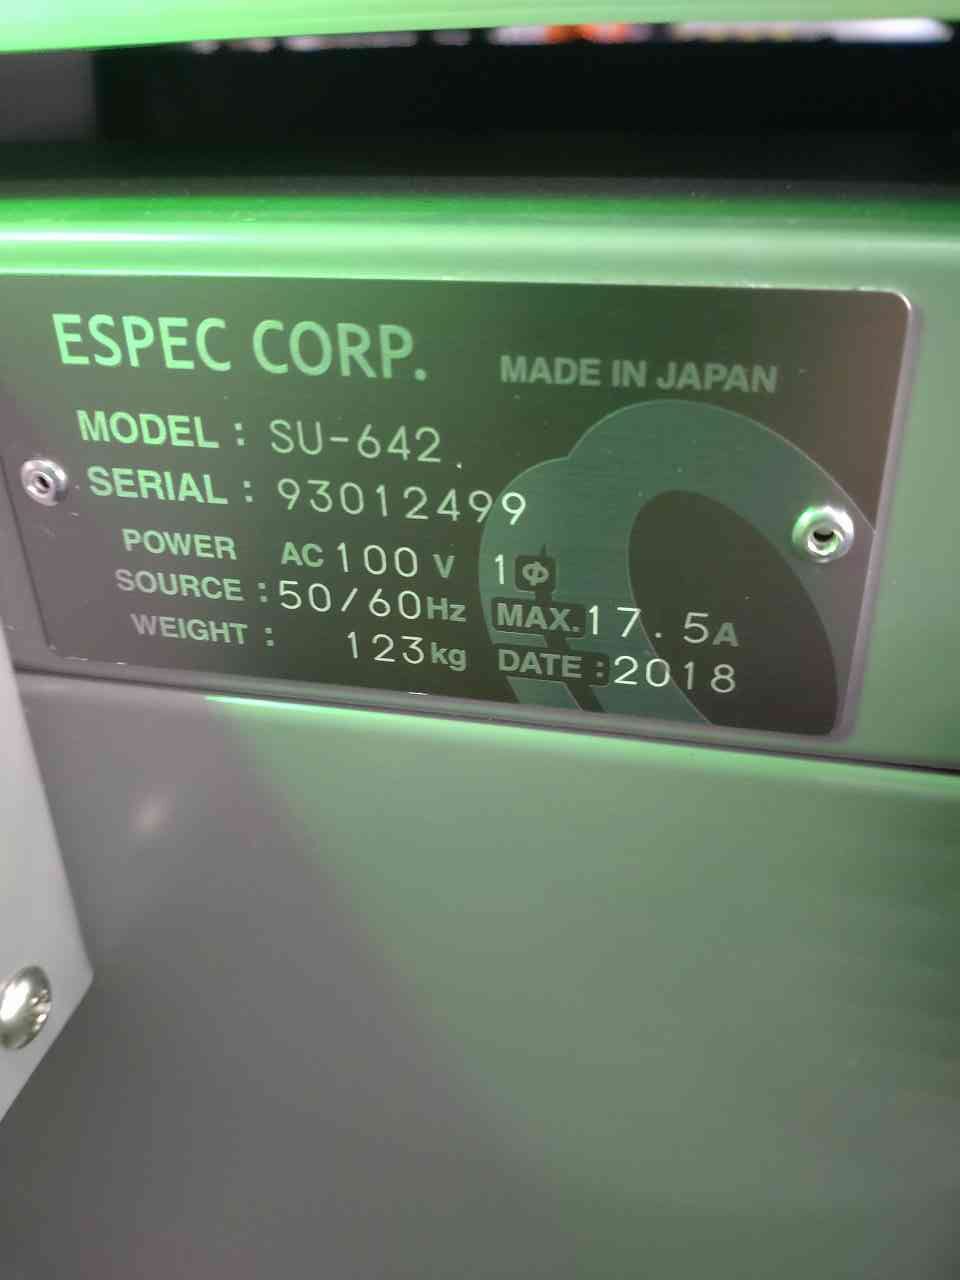 ESPEC CORP. MADE IN JAPAN
MODEL : SU-642
SERIAL : 93012499
POWER SOURCE : AC 100 V 1Φ
50/60Hz MAX. 17.5A
WEIGHT : 123kg DATE : 2018